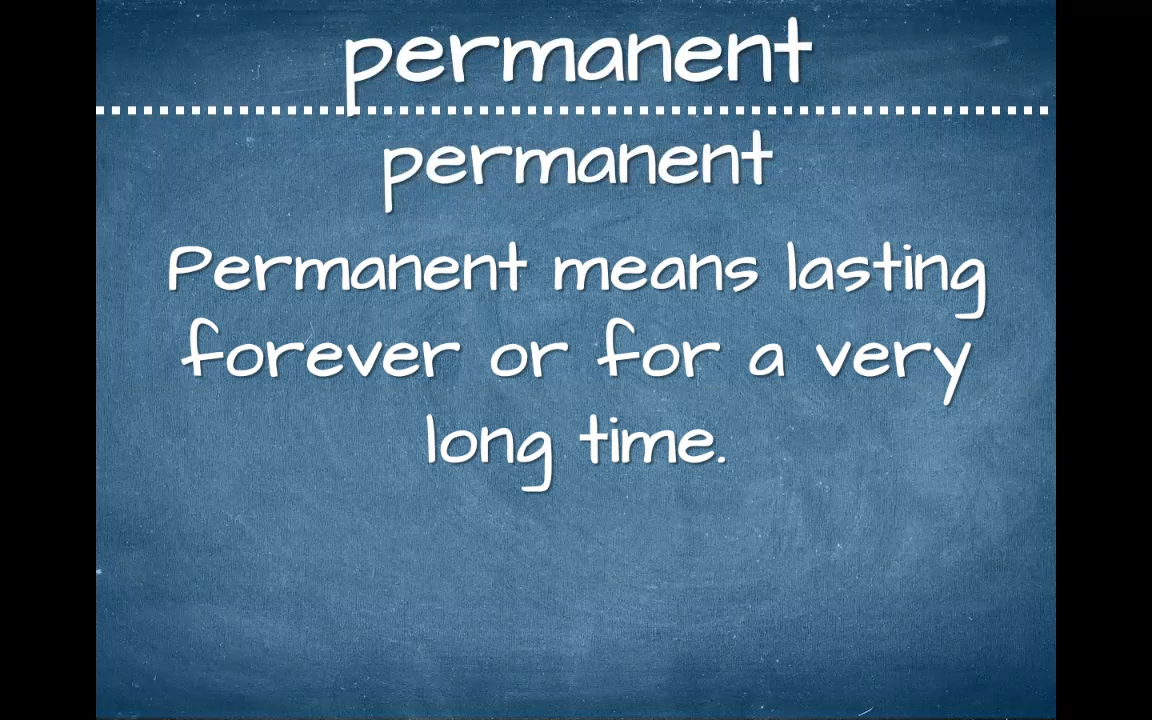 permanent
permanent
Permanent means lasting
forever or for a very
long time.